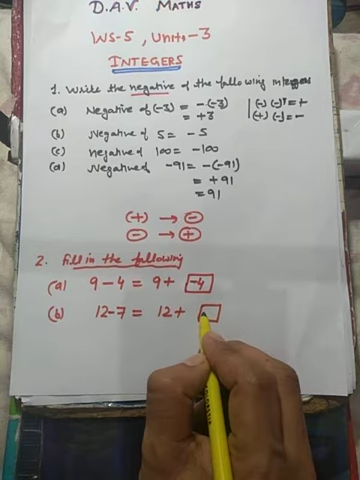 D.A.V. MATHS
WS-5, Unit-3
INTEGERS
1. Write the negative of the following integers
(a) Negative of (-3) = -(-3) | (-) (-) = +
= +3 | (+) (-) = -
(b) Negative of 5 = -5
(c) negative of 100 = -100
(d) Negative of -91 = -(-91)
= +91
= 91
(+) → (-)
(-) → (+)
2. Fill in the following
(a) 9 - 4 = 9 + -4
(b) 12 - 7 = 12 +